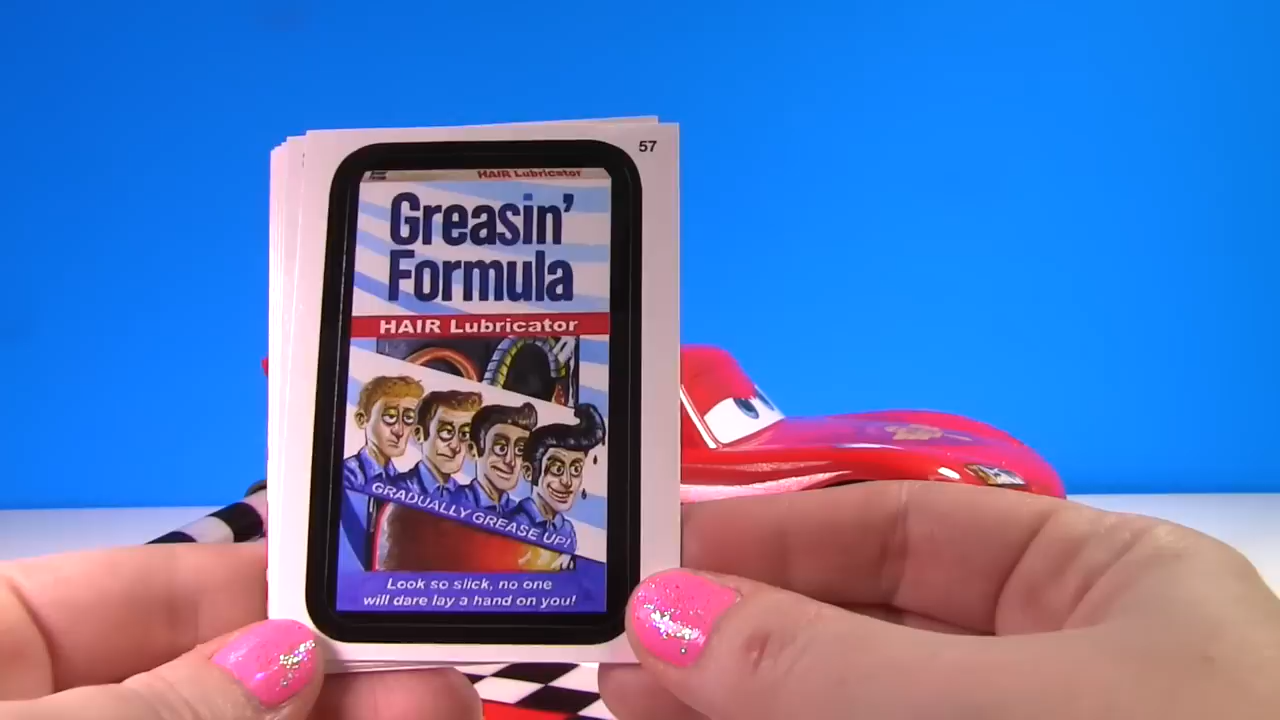 57
HAIR Lubricator
Greasin'
Formula
HAIR Lubricator
GRADUALLY GREASE UP!
Look so slick, no one
will dare lay a hand on you!